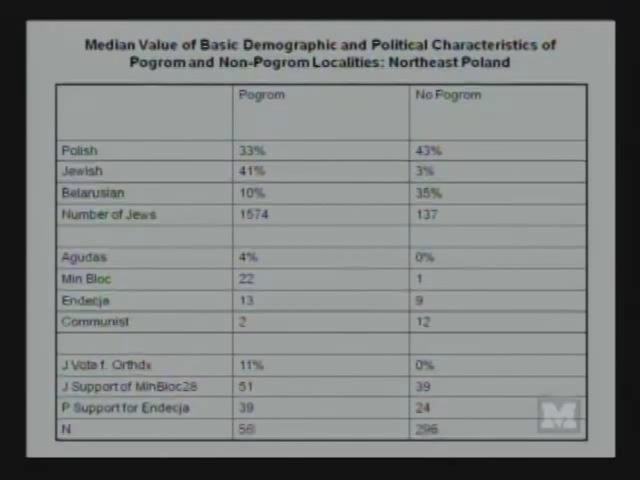 Median Value of Basic Demographic and Political Characteristics of
Pogrom and Non-Pogrom Localities: Northeast Poland
Pogrom No Pogrom
Polish 33% 43%
Jewish 41% 3%
Belarusian 10% 35%
Number of Jews 1574 137
Agudas 4% 0%
Min Bloc 22 1
Endecja 13 9
Communist 2 12
J Vote f. Orthdx 11% 0%
J Support of MinBloc28 51 39
P Support for Endecja 39 24
N 56 296
M